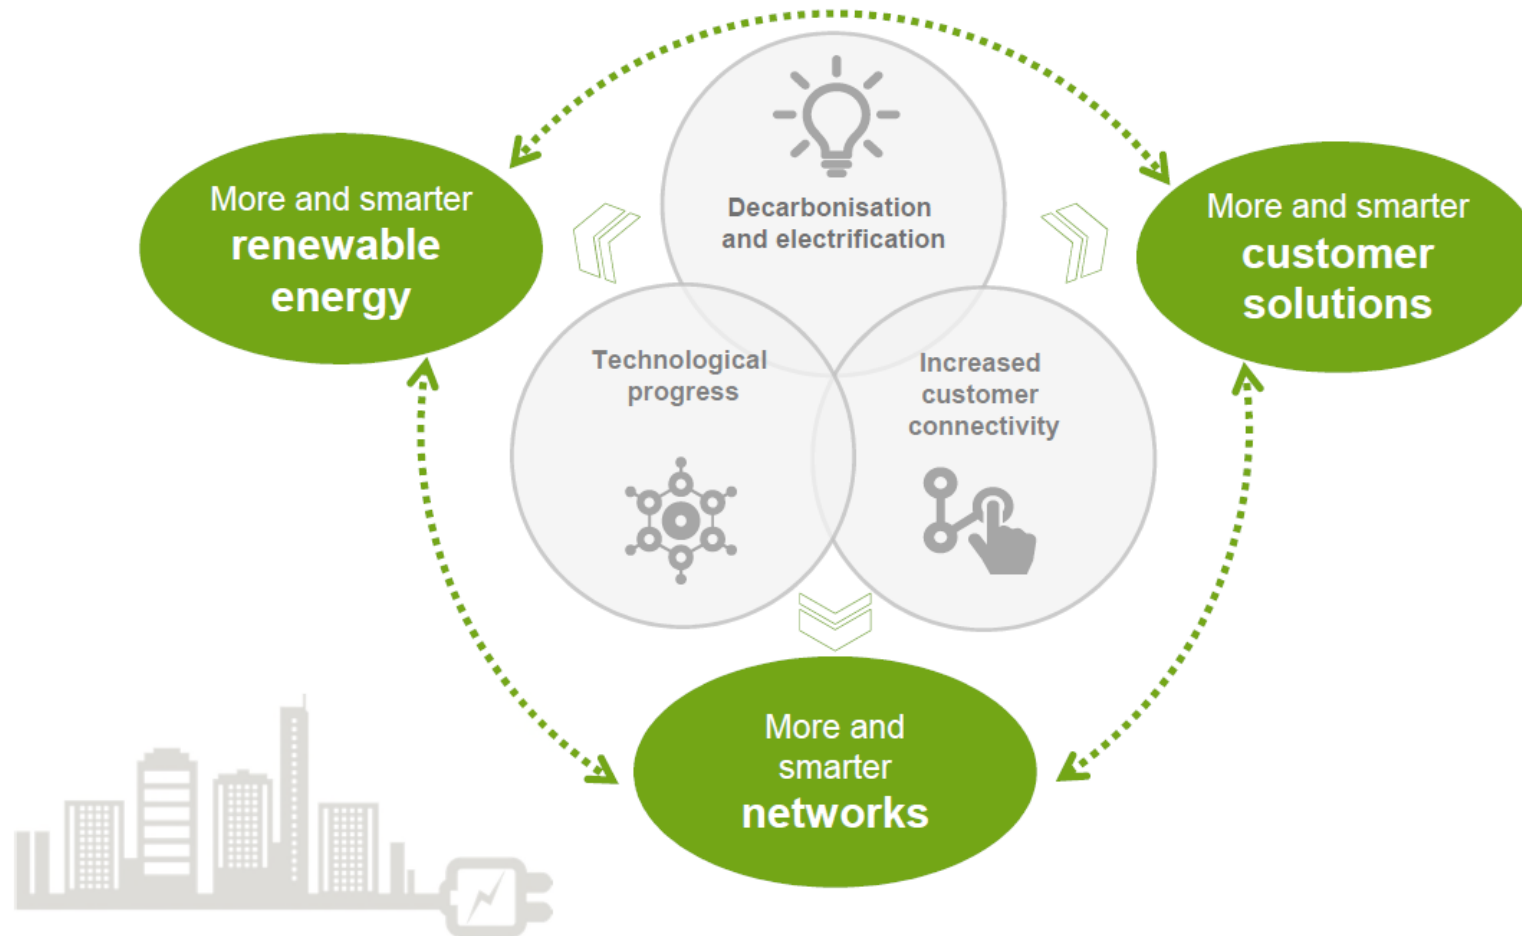 Decarbonisation
and electrification
More and smarter
renewable
energy
More and smarter
customer
solutions
Technological
progress
Increased
customer
connectivity
More and
smarter
networks